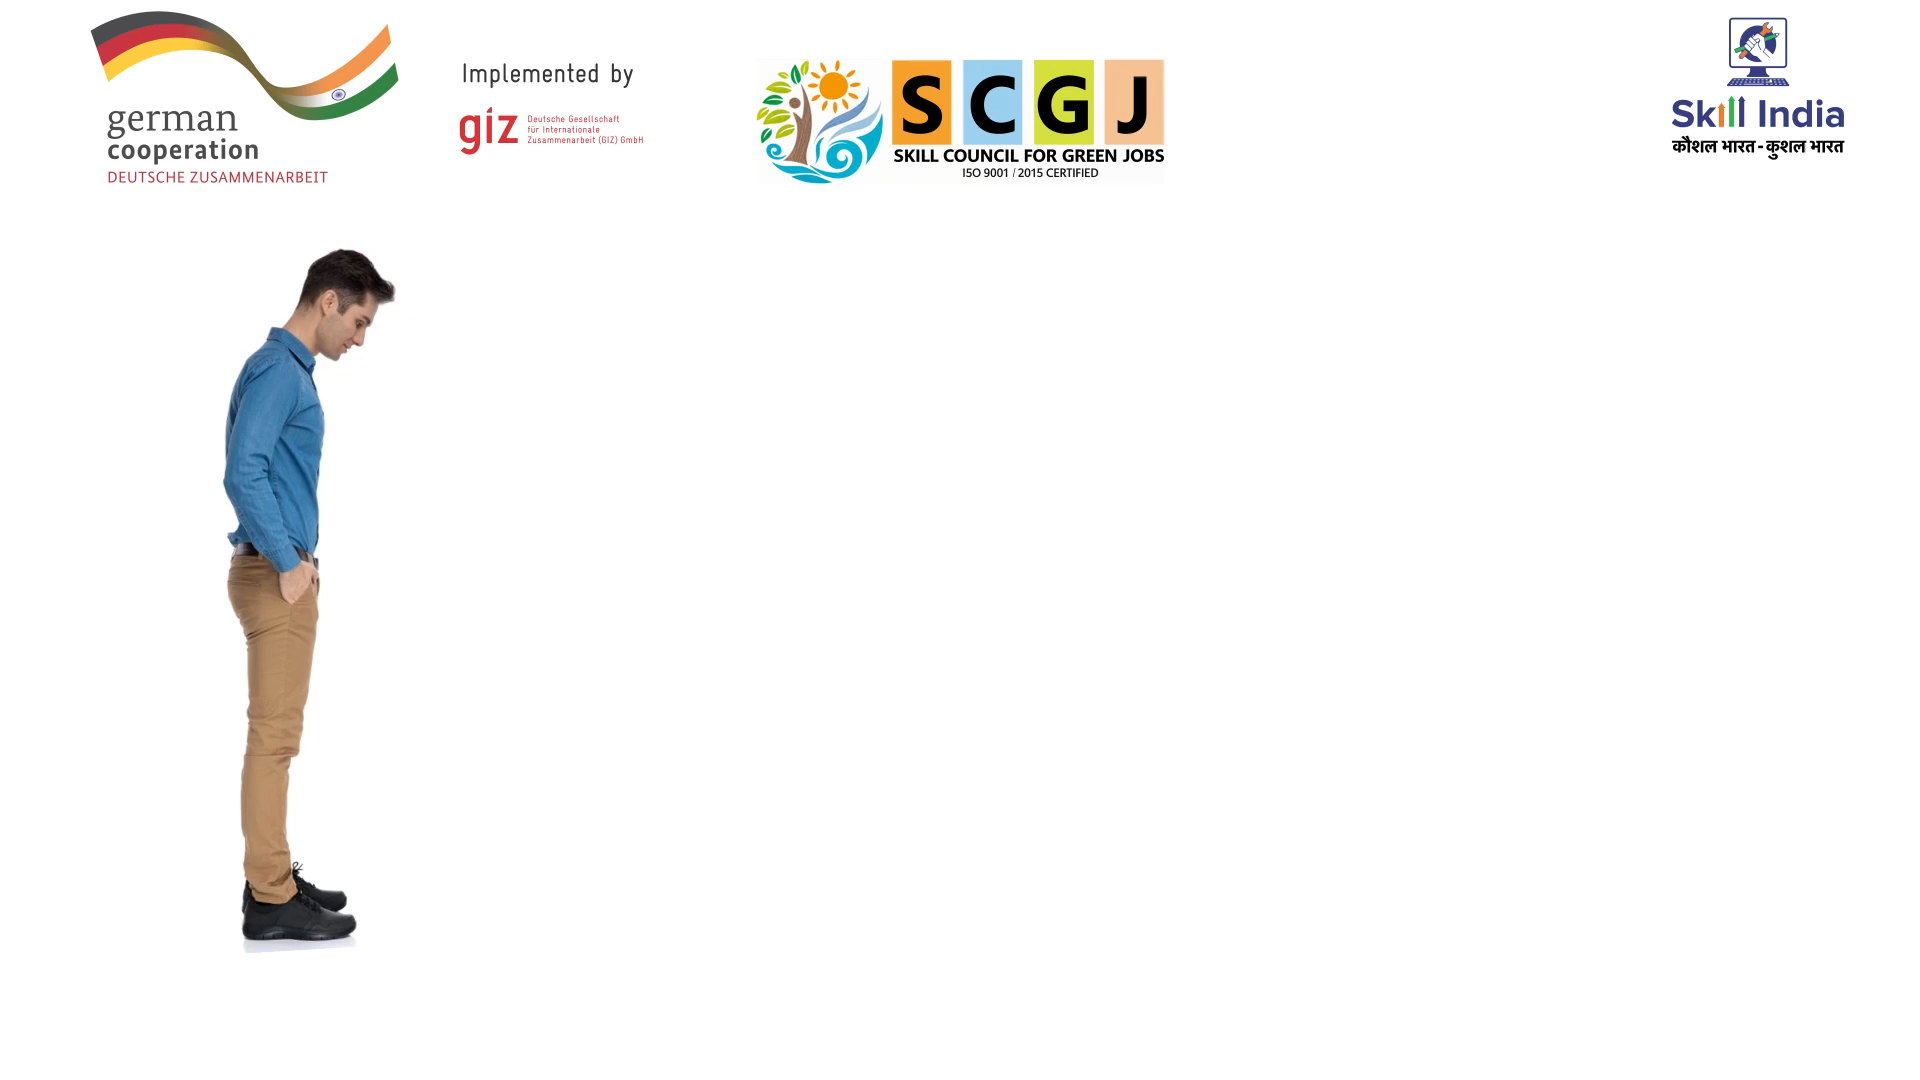 german
cooperation
DEUTSCHE ZUSAMMENARBEIT
Implemented by
giz
Deutsche Gesellschaft
für Internationale
Zusammenarbeit (GIZ) GmbH
SCGJ
SKILL COUNCIL FOR GREEN JOBS
ISO 9001 / 2015 CERTIFIED
Skill India
कौशल भारत - कुशल भारत